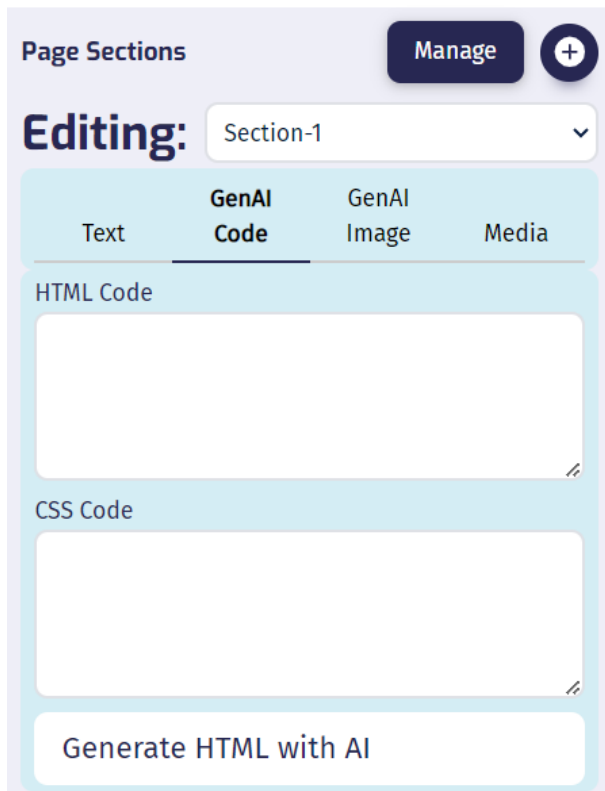 Page Sections
Manage
Editing:
Section-1
Text
GenAI
Code
GenAI
Image
Media
HTML Code
CSS Code
Generate HTML with AI